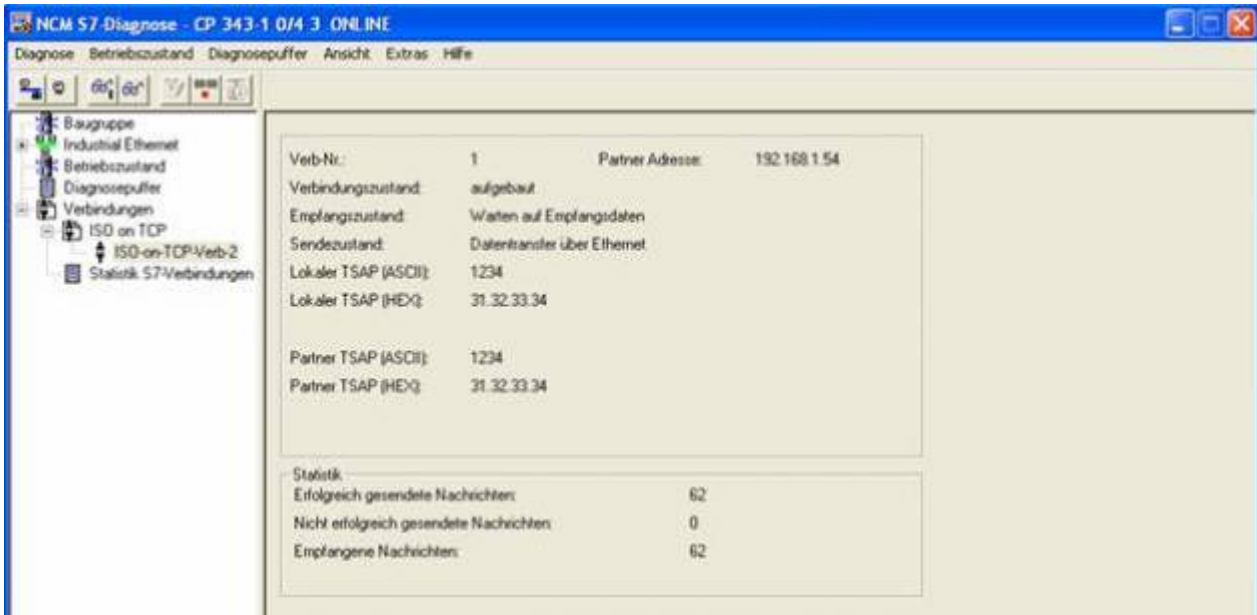 NCM S7-Diagnose - CP 343-1 0/4 3 ONLINE
Diagnose Betriebszustand Diagnosepuffer Ansicht Extras Hilfe
Baugruppe
Industrial Ethernet
Betriebszustand
Diagnosepuffer
Verbindungen
ISO on TCP
ISO-on-TCP-Verb-2
Statistik S7-Verbindungen
Verb-Nr.: 1 Partner Adresse: 192.168.1.54
Verbindungszustand: aufgebaut
Empfangszustand: Warten auf Empfangsdaten
Sendezustand: Datentransfer über Ethernet
Lokaler TSAP (ASCII): 1234
Lokaler TSAP (HEX): 31.32.33.34
Partner TSAP (ASCII): 1234
Partner TSAP (HEX): 31.32.33.34
Statistik
Erfolgreich gesendete Nachrichten: 62
Nicht erfolgreich gesendete Nachrichten: 0
Empfangene Nachrichten: 62